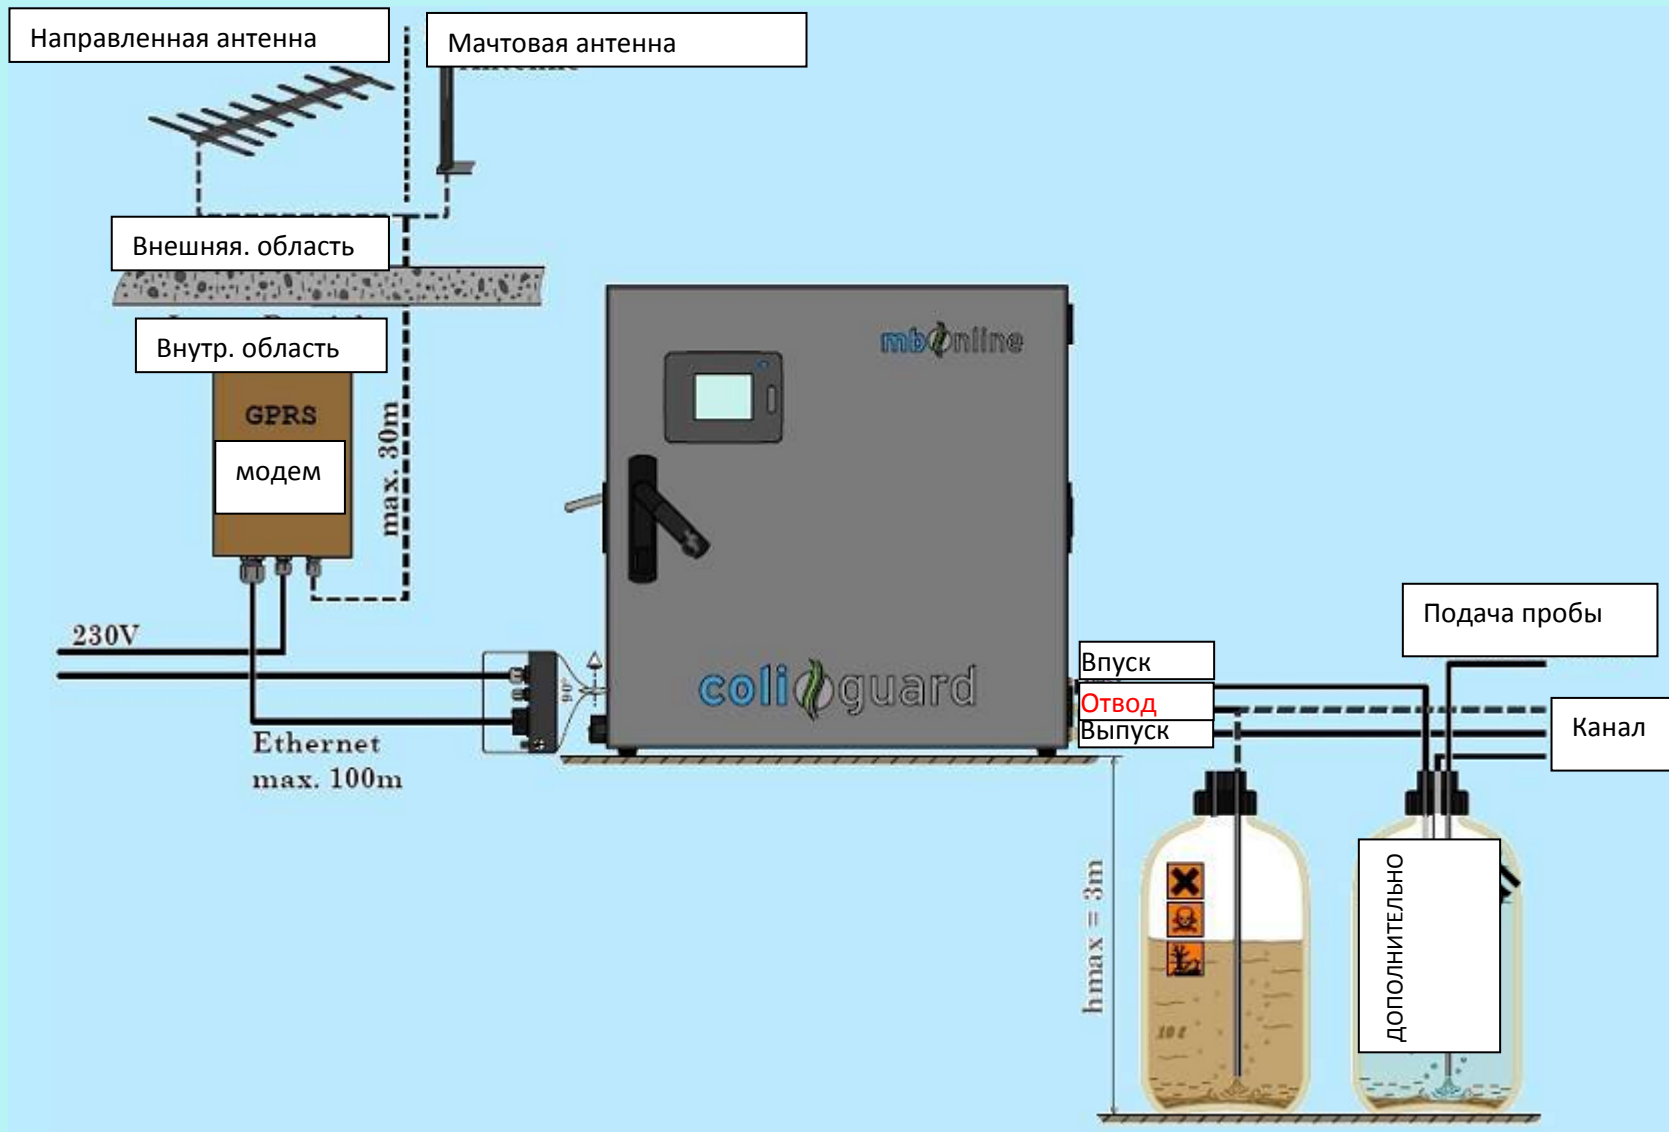 Направленная антенна
Мачтовая антенна
Внешняя. область
Внутр. область
GPRS
модем
max. 30m
230V
Ethernet
max. 100m
90°
mbonline
coliguard
Впуск
Отвод
Выпуск
Подача пробы
Канал
hmax = 3m
10 ℓ
ДОПОЛНИТЕЛЬНО